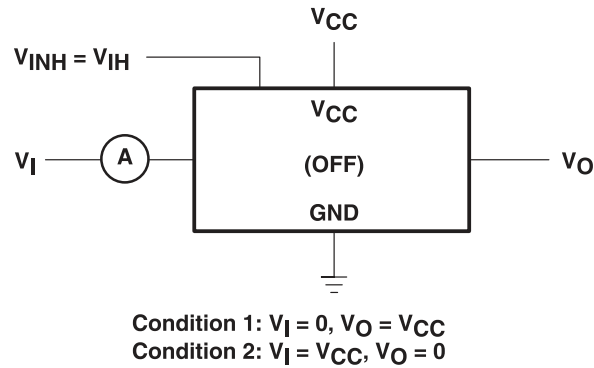 VCC
VINH = VIH
VCC
VI
A
(OFF)
VO
GND
Condition 1: VI = 0, VO = VCC
Condition 2: VI = VCC, VO = 0